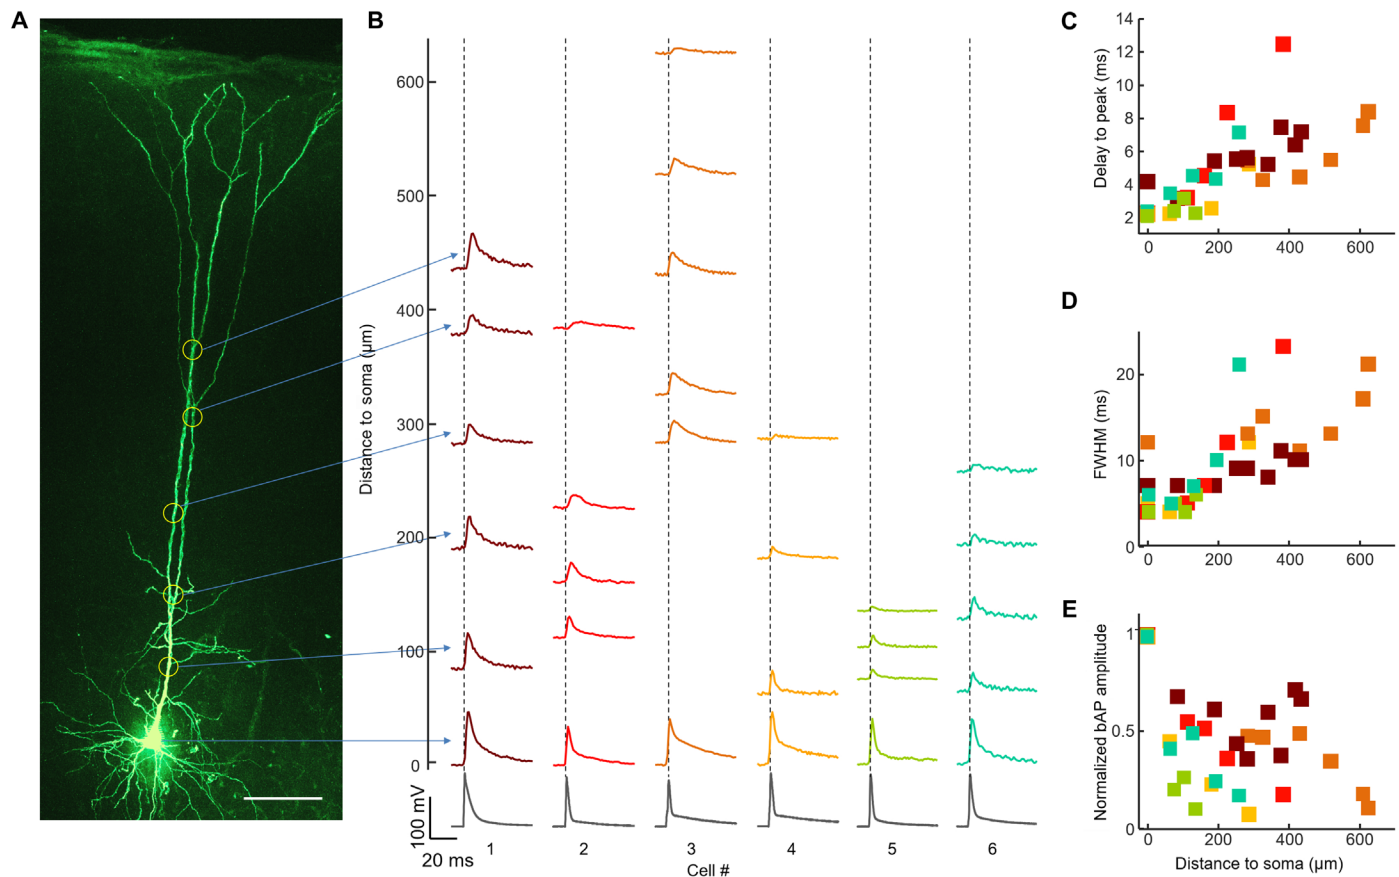 A
B
Distance to soma (µm)
600
500
400
300
200
100
0
100 mV
20 ms
1
2
3
4
5
6
Cell #
C
Delay to peak (ms)
14
12
10
8
6
4
2
0
200
400
600
D
FWHM (ms)
20
10
0
0
200
400
600
E
Normalized bAP amplitude
1
0.5
0
0
200
400
600
Distance to soma (µm)